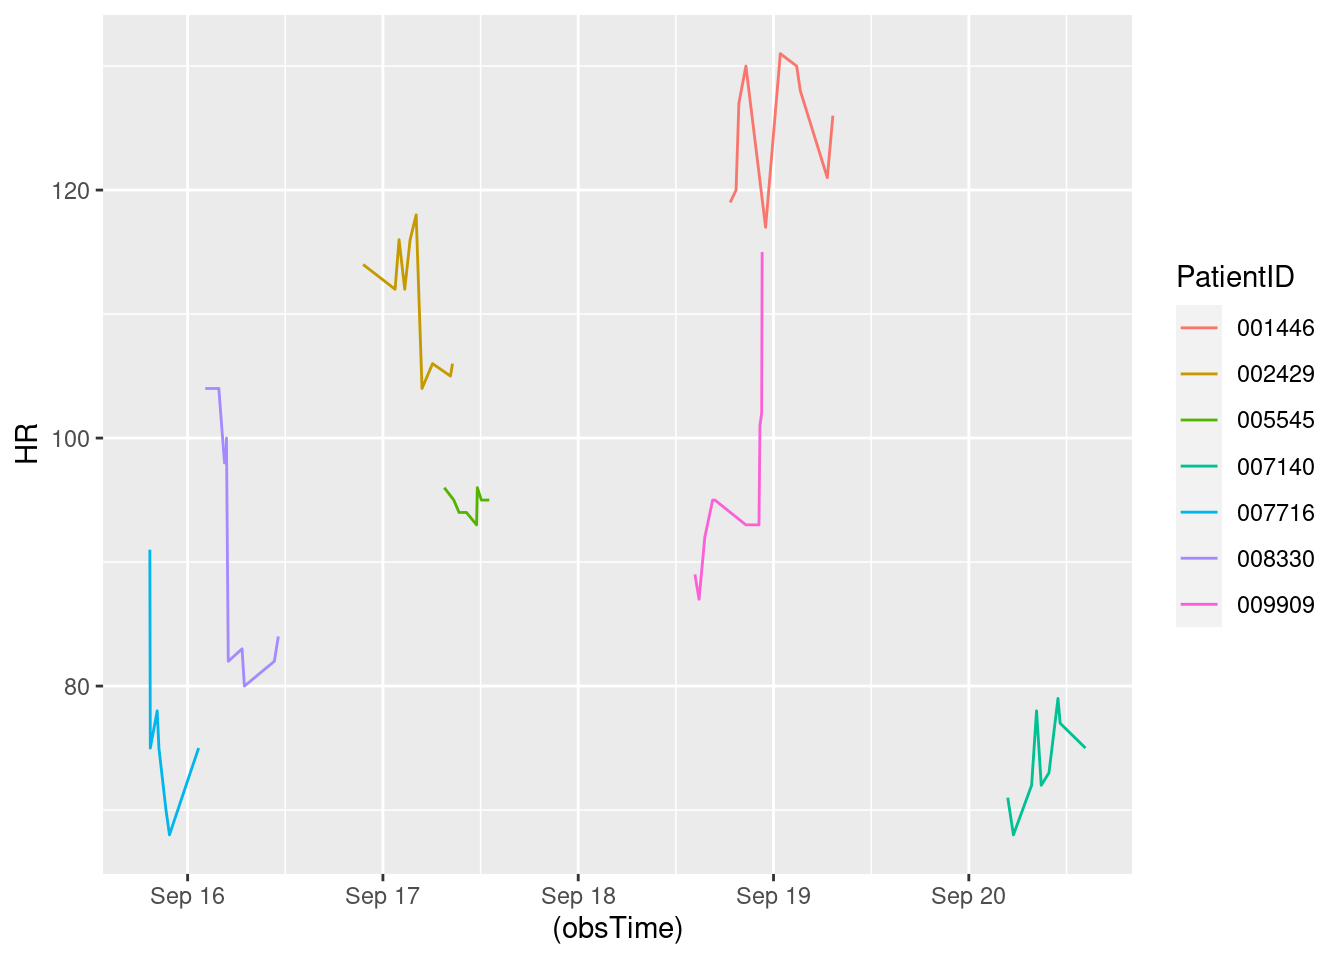 HR
120
100
80
Sep 16
Sep 17
Sep 18
Sep 19
Sep 20
(obsTime)
PatientID
001446
002429
005545
007140
007716
008330
009909